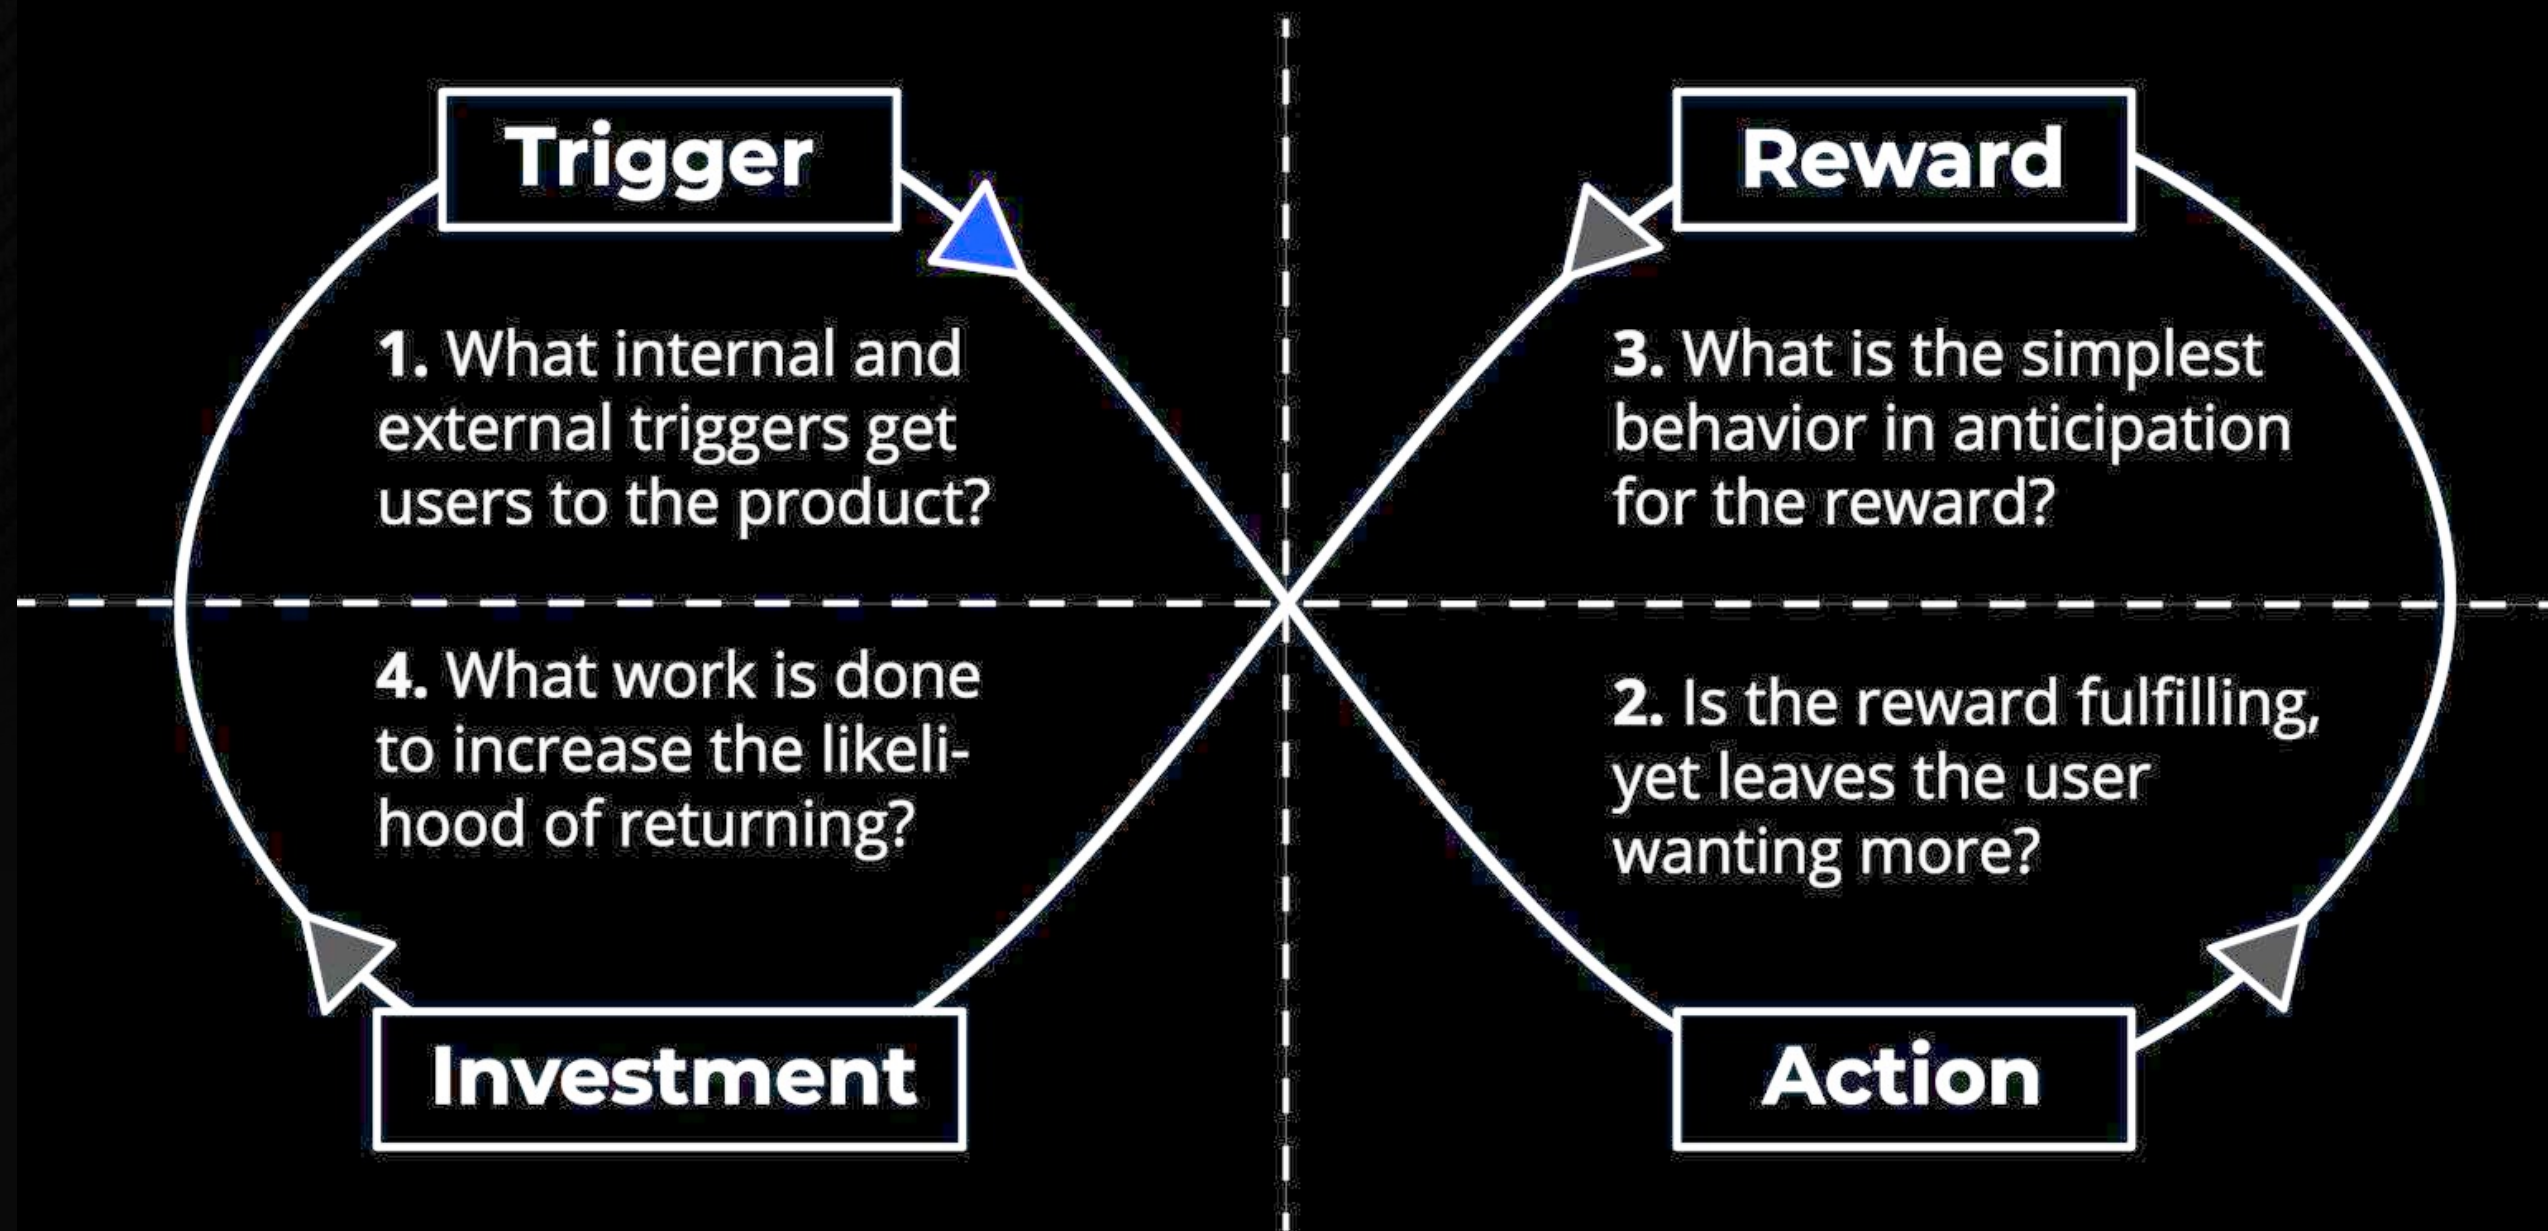 Trigger
1. What internal and
external triggers get
users to the product?
Reward
3. What is the simplest
behavior in anticipation
for the reward?
4. What work is done
to increase the likeli-
hood of returning?
Investment
2. Is the reward fulfilling,
yet leaves the user
wanting more?
Action